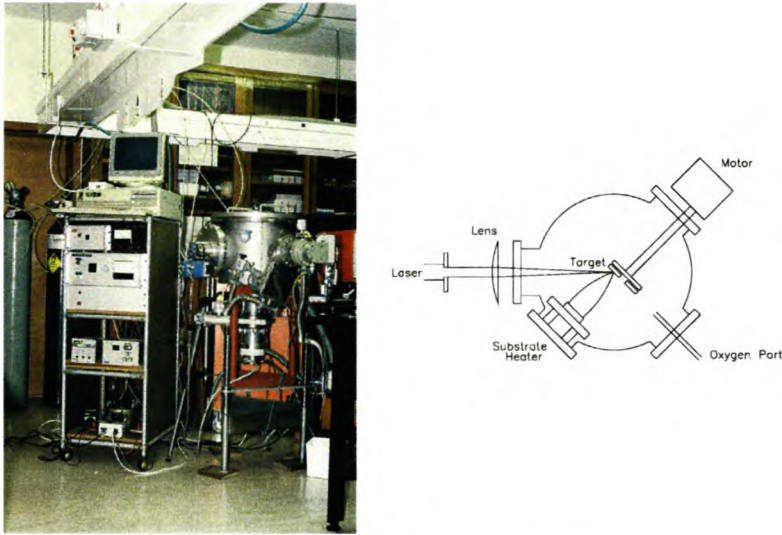 Motor
Lens
Target
Laser
Substrate
Heater
Oxygen Port